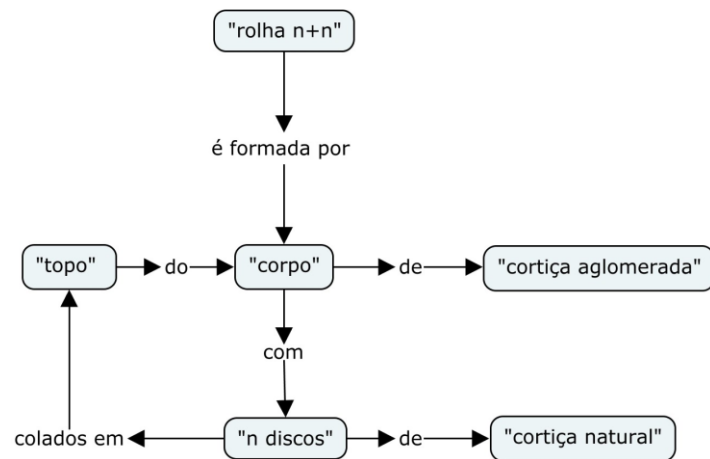 "rolha n+n"
é formada por
"topo" do "corpo" de "cortiça aglomerada"
com
colados em "n discos" de "cortiça natural"